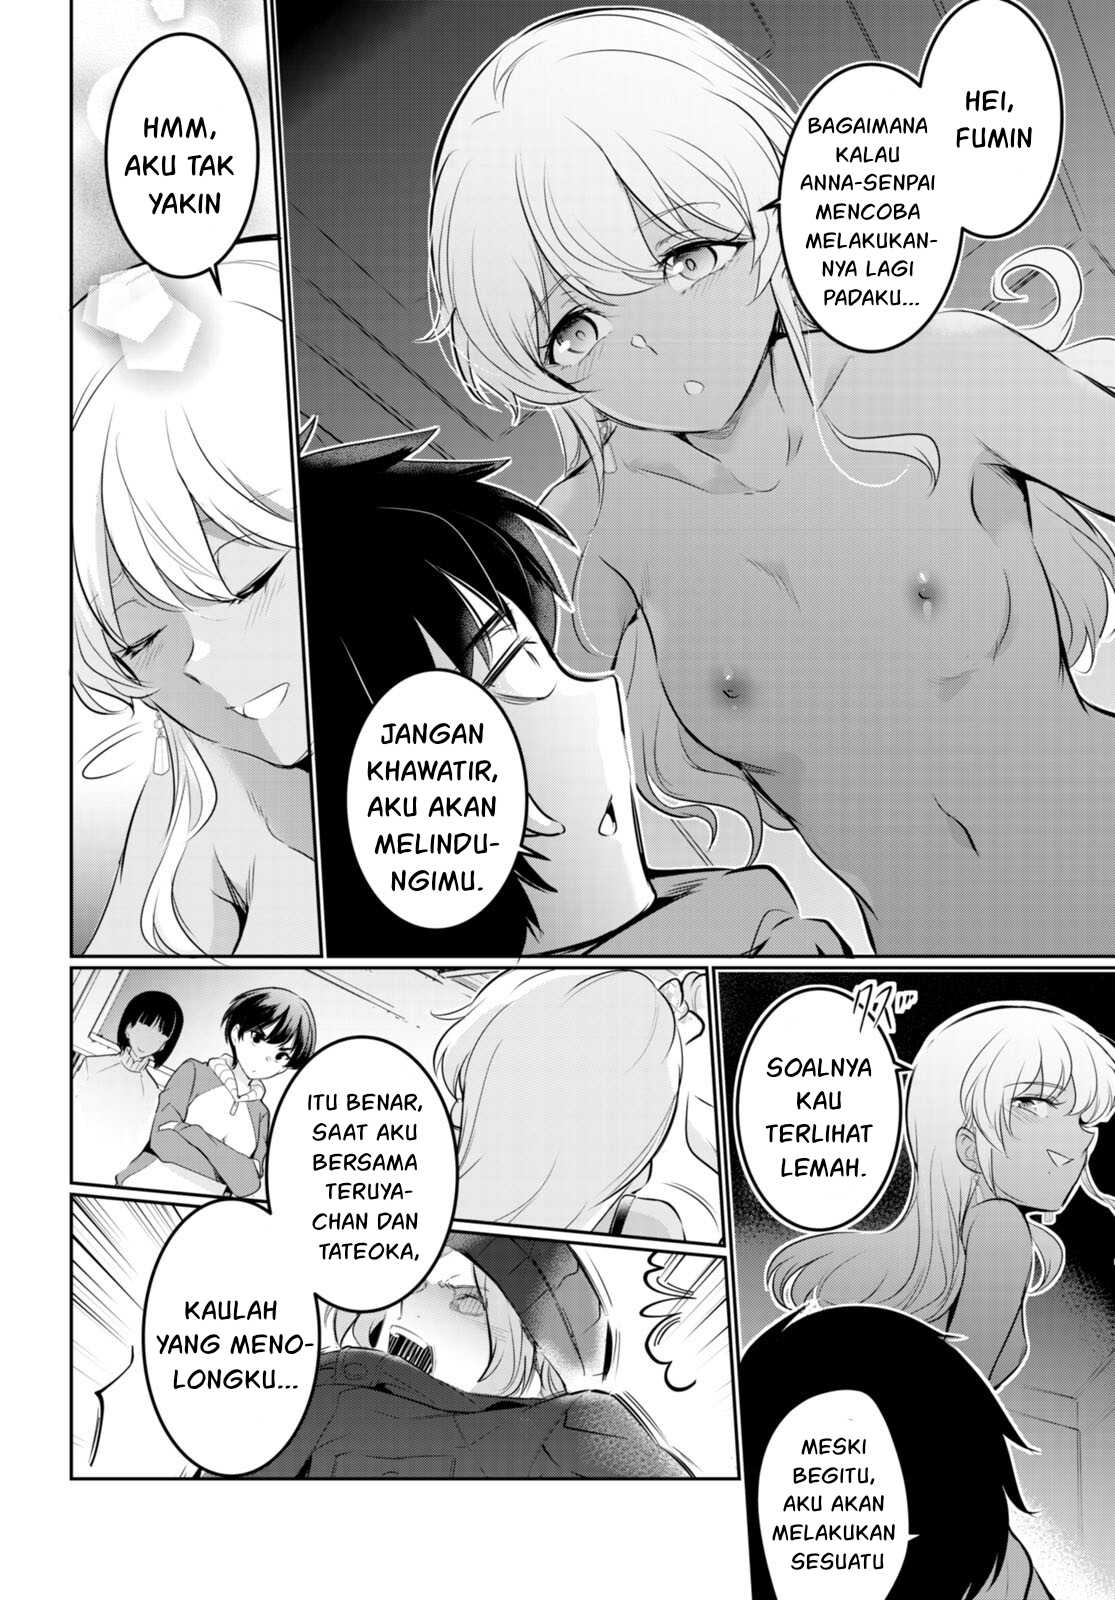 HEI,
FUMIN
BAGAIMANA
KALAU
ANNA-SENPAI
MENCOBA
MELAKUKAN-
NYA LAGI
PADAKU...
JANGAN
KHAWATIR,
AKU AKAN
MELINDU-
NGIMU.
HMM,
AKU TAK
YAKIN
SOALNYA
KAU
TERLIHAT
LEMAH.
MESKI
BEGITU,
AKU AKAN
MELAKUKAN
SESUATU
ITU BENAR,
SAAT AKU
BERSAMA
TERUYA-
CHAN DAN
TATEOKA,
KAULAH
YANG MENO-
LONGKU...